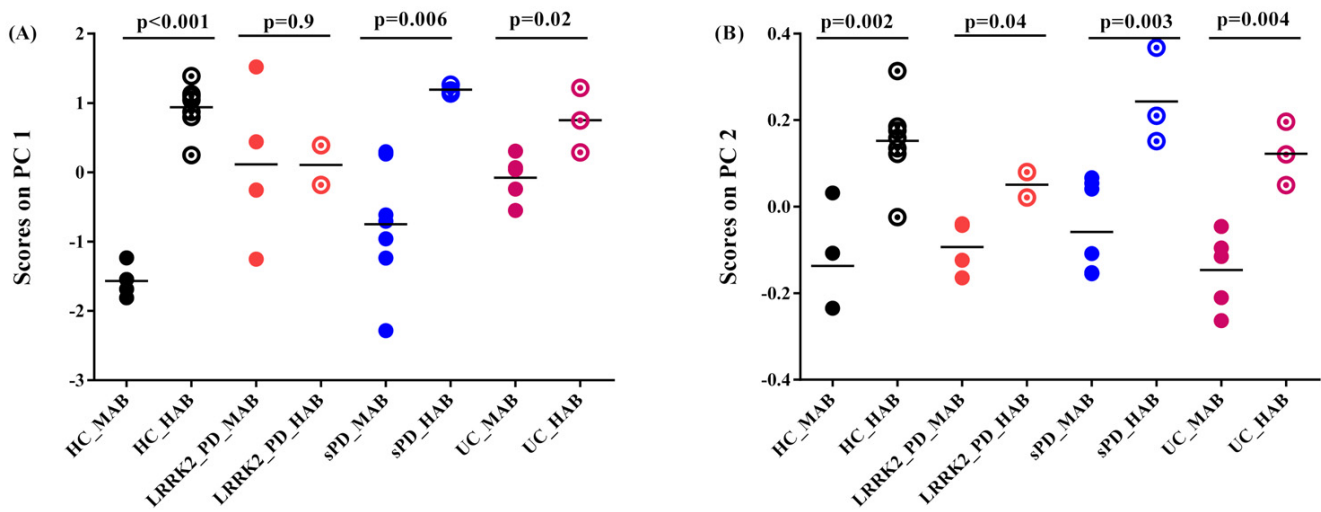 (A)
p<0.001
p=0.9
p=0.006
p=0.02
Scores on PC 1
2
1
0
-1
-2
-3
HC_MAB
HC_HAB
LRRK2_PD_MAB
LRRK2_PD_HAB
sPD_MAB
sPD_HAB
UC_MAB
UC_HAB
(B)
p=0.002
p=0.04
p=0.003
p=0.004
Scores on PC 2
0.4
0.2
0.0
-0.2
-0.4
HC_MAB
HC_HAB
LRRK2_PD_MAB
LRRK2_PD_HAB
sPD_MAB
sPD_HAB
UC_MAB
UC_HAB